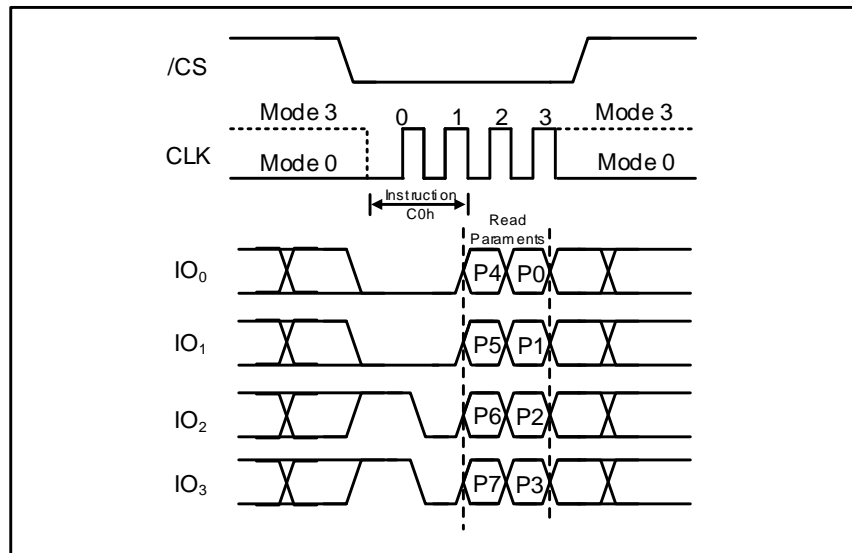 /CS
0 1 2 3
Mode 3 Mode 3
CLK
Mode 0 Mode 0
Instruction
C0h
Read
Paraments
IO0 P4 P0
IO1 P5 P1
IO2 P6 P2
IO3 P7 P3